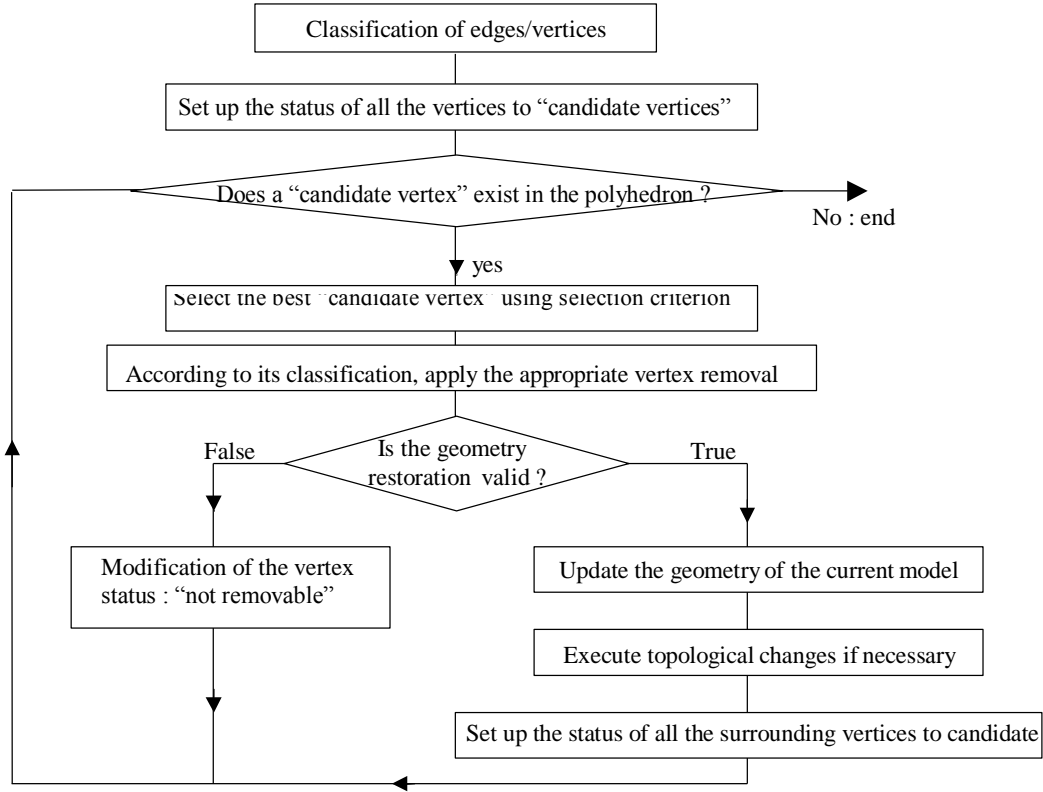 Classification of edges/vertices
Set up the status of all the vertices to “candidate vertices”
Does a “candidate vertex” exist in the polyhedron ?
No : end
yes
Select the best “candidate vertex” using selection criterion
According to its classification, apply the appropriate vertex removal
Is the geometry
restoration valid ?
False
True
Modification of the vertex
status : “not removable”
Update the geometry of the current model
Execute topological changes if necessary
Set up the status of all the surrounding vertices to candidate